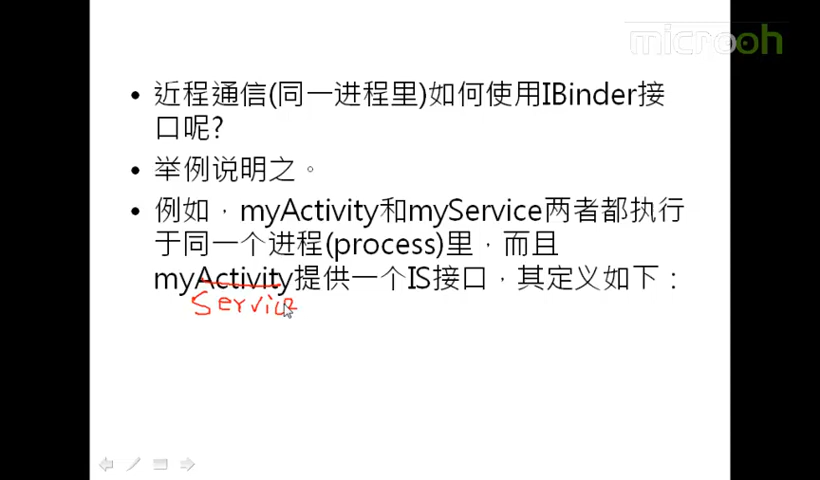 microoh
• 近程通信(同一进程里)如何使用IBinder接
口呢?
• 举例说明之。
• 例如，myActivity和myService两者都执行
于同一个进程(process)里，而且
myActivity提供一个IS接口，其定义如下：
Service